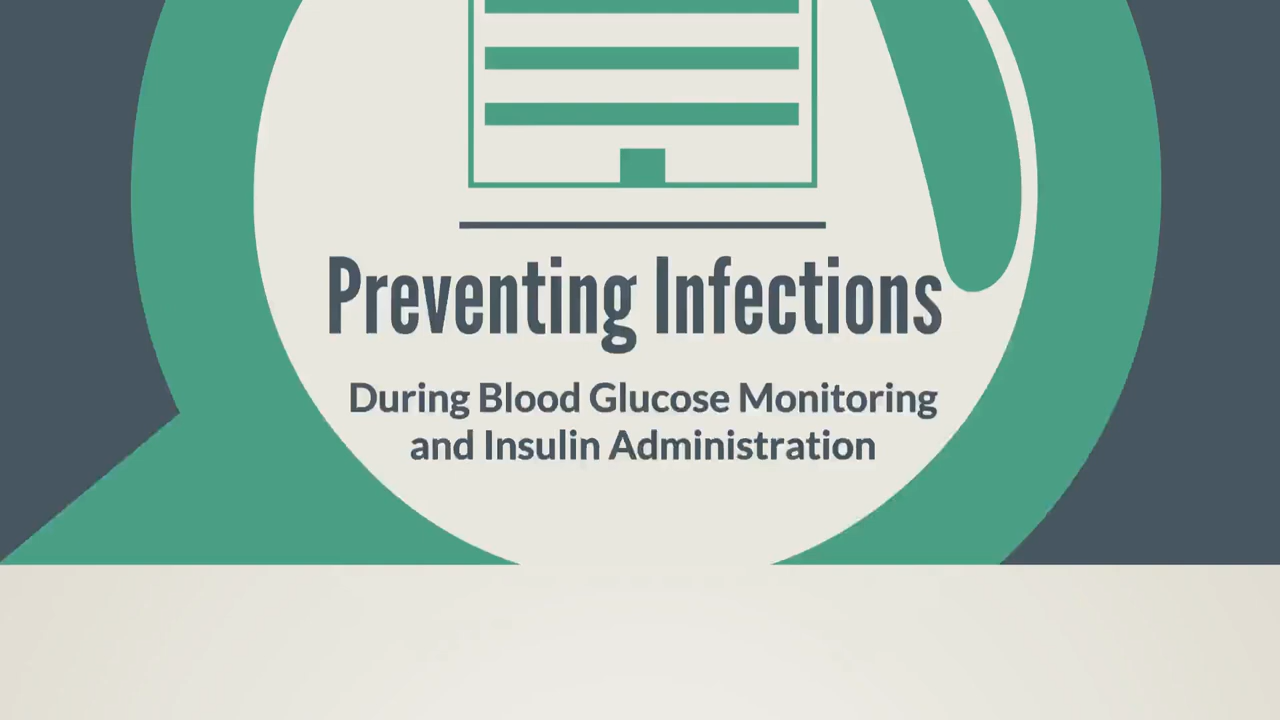 Preventing Infections
During Blood Glucose Monitoring
and Insulin Administration